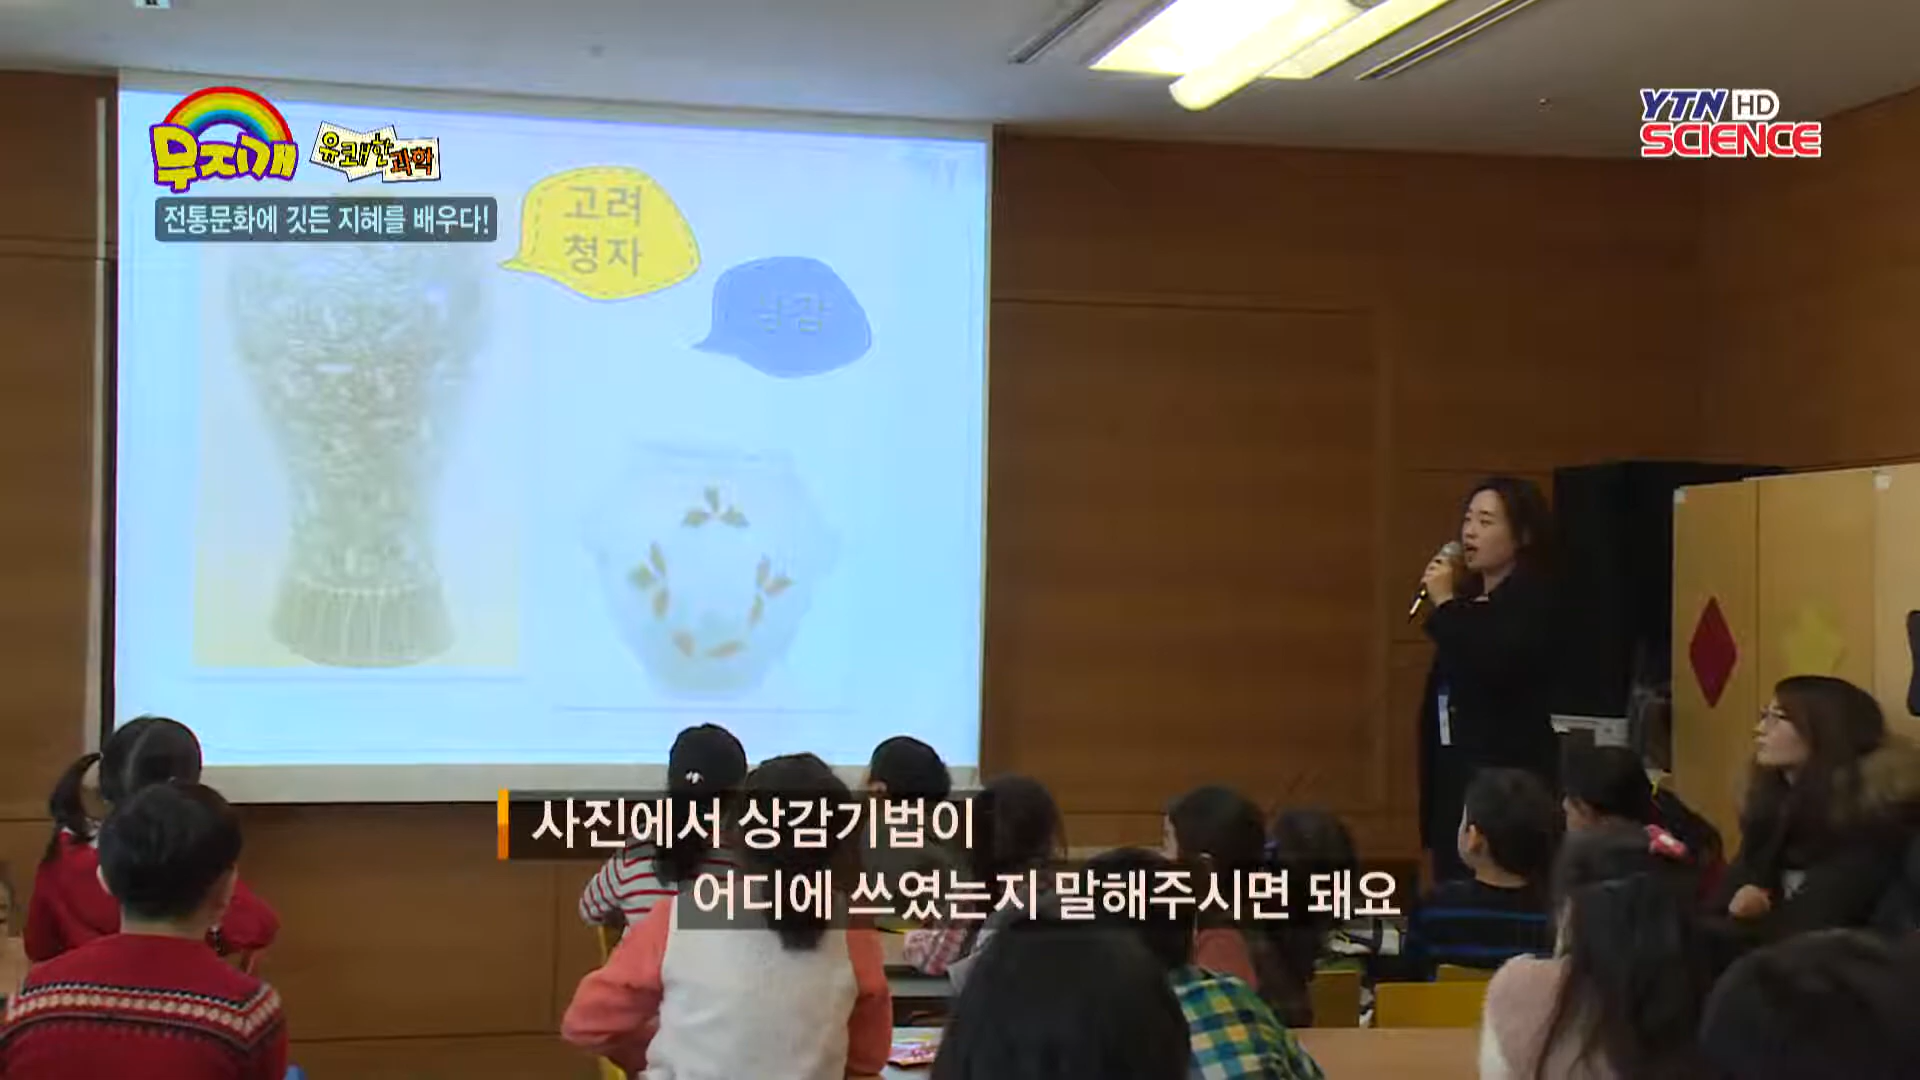 무지개
유쾌한 과학
전통문화에 깃든 지혜를 배우다!
YTN HD
SCIENCE
고려
청자
상감
사진에서 상감기법이
어디에 쓰였는지 말해주시면 돼요